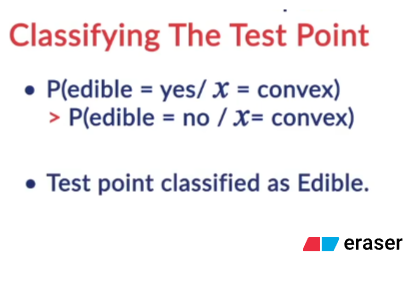 Classifying The Test Point
• P(edible = yes/ x = convex)
> P(edible = no / x= convex)
• Test point classified as Edible.
eraser